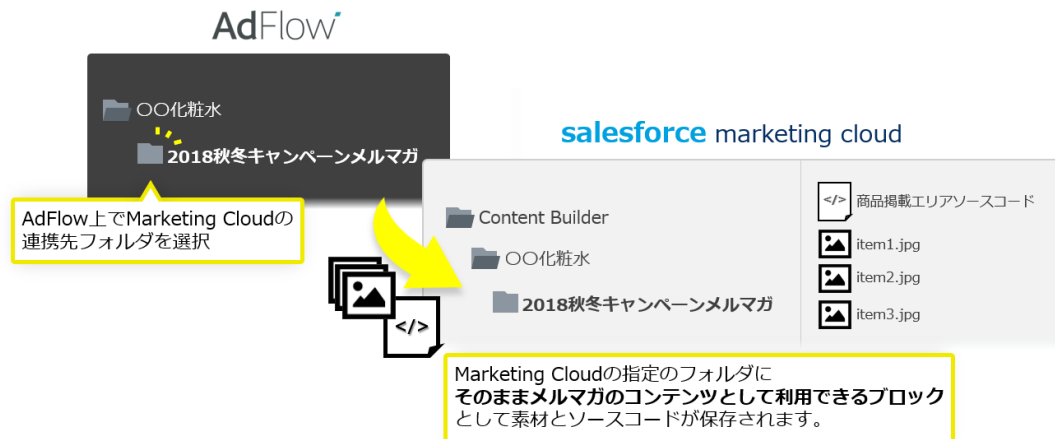 AdFlow
〇〇化粧水
2018秋冬キャンペーンメルマガ
AdFlow上でMarketing Cloudの
連携先フォルダを選択
salesforce marketing cloud
Content Builder
〇〇化粧水
2018秋冬キャンペーンメルマガ
</> 商品掲載エリアソースコード
item1.jpg
item2.jpg
item3.jpg
</>
Marketing Cloudの指定のフォルダに
そのままメルマガのコンテンツとして利用できるブロック
として素材とソースコードが保存されます。